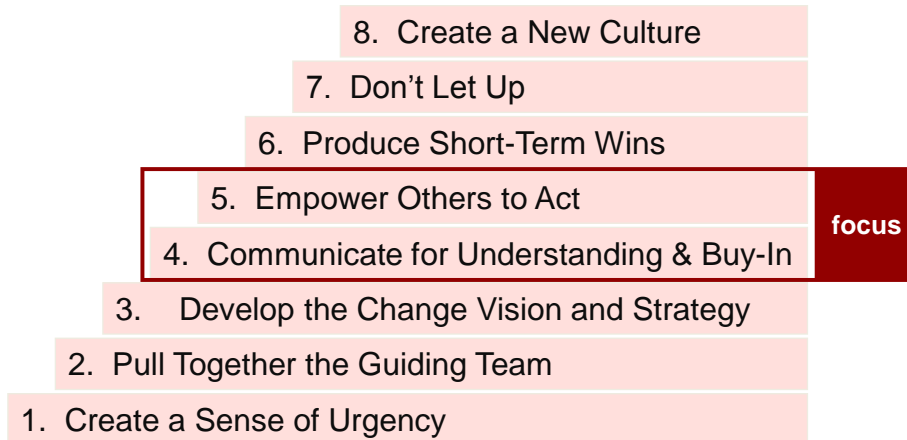 8. Create a New Culture
7. Don't Let Up
6. Produce Short-Term Wins
5. Empower Others to Act
focus
4. Communicate for Understanding & Buy-In
3. Develop the Change Vision and Strategy
2. Pull Together the Guiding Team
1. Create a Sense of Urgency